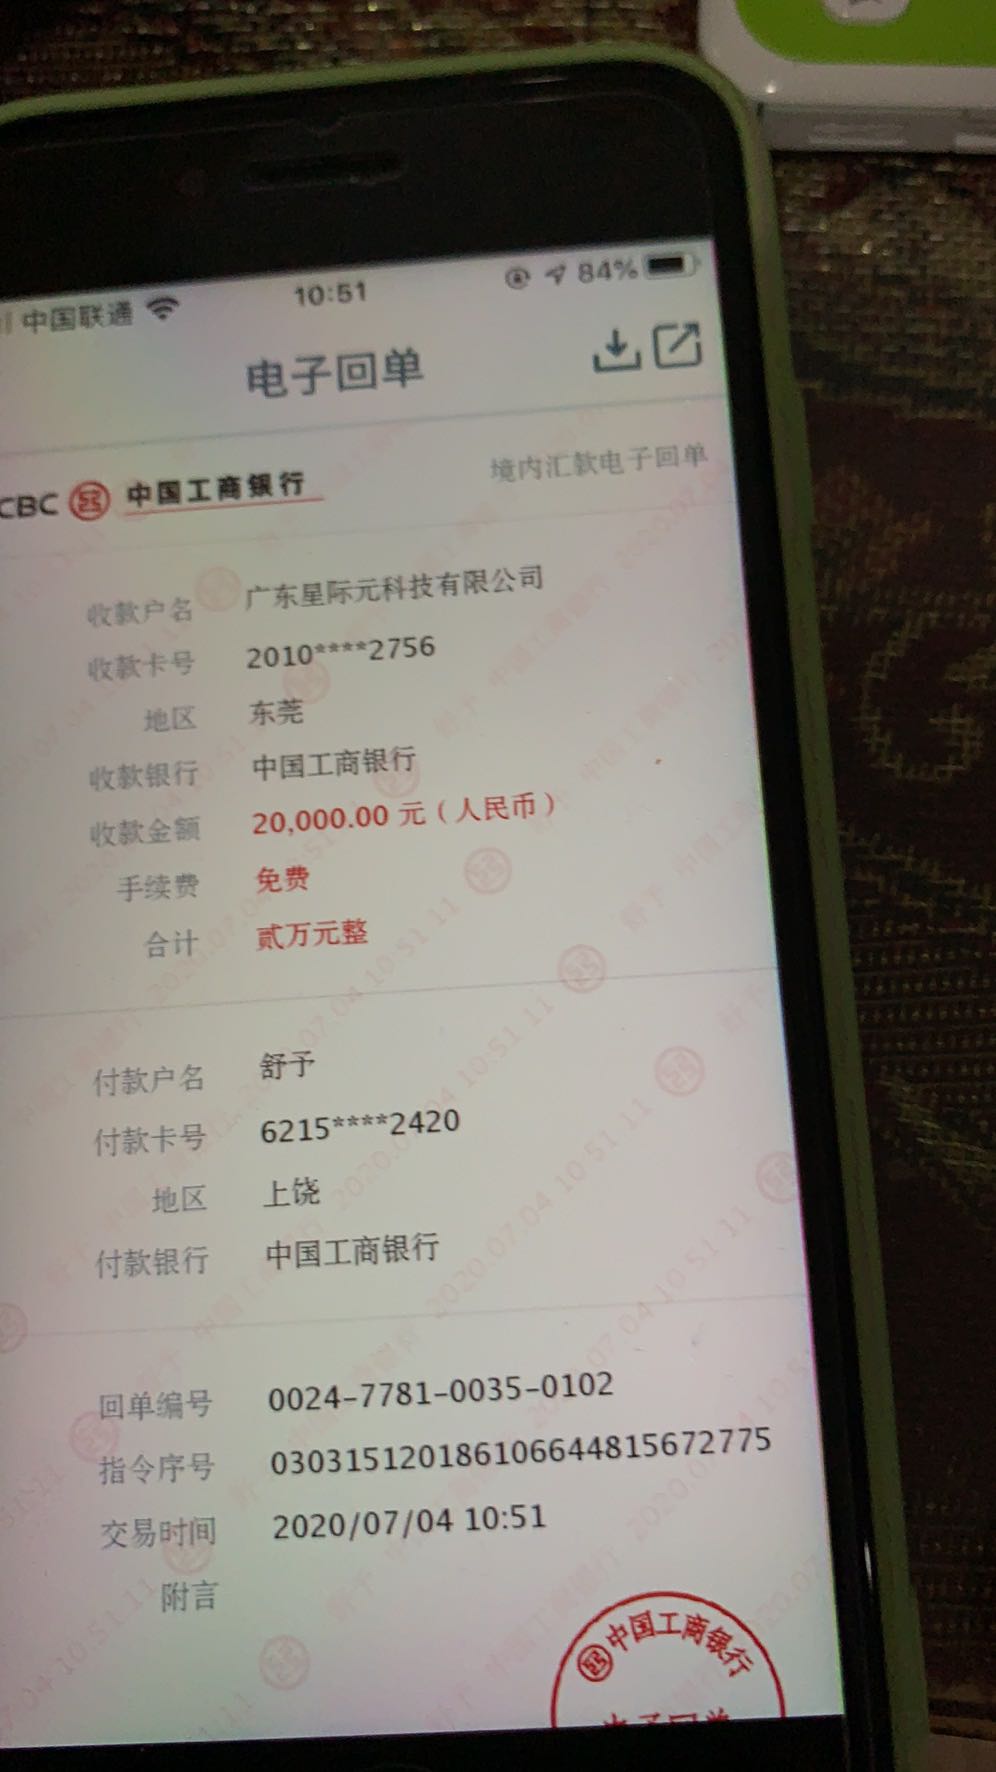 中国联通 10:51 84%
电子回单
CBC 中国工商银行 境内汇款电子回单
收款户名 广东星际元科技有限公司
收款卡号 2010****2756
地区 东莞
收款银行 中国工商银行
收款金额 20,000.00 元（人民币）
手续费 免费
合计 贰万元整
付款户名 舒予
付款卡号 6215****2420
地区 上饶
付款银行 中国工商银行
回单编号 0024-7781-0035-0102
指令序号 030315120186106644815672775
交易时间 2020/07/04 10:51
附言
中国工商银行